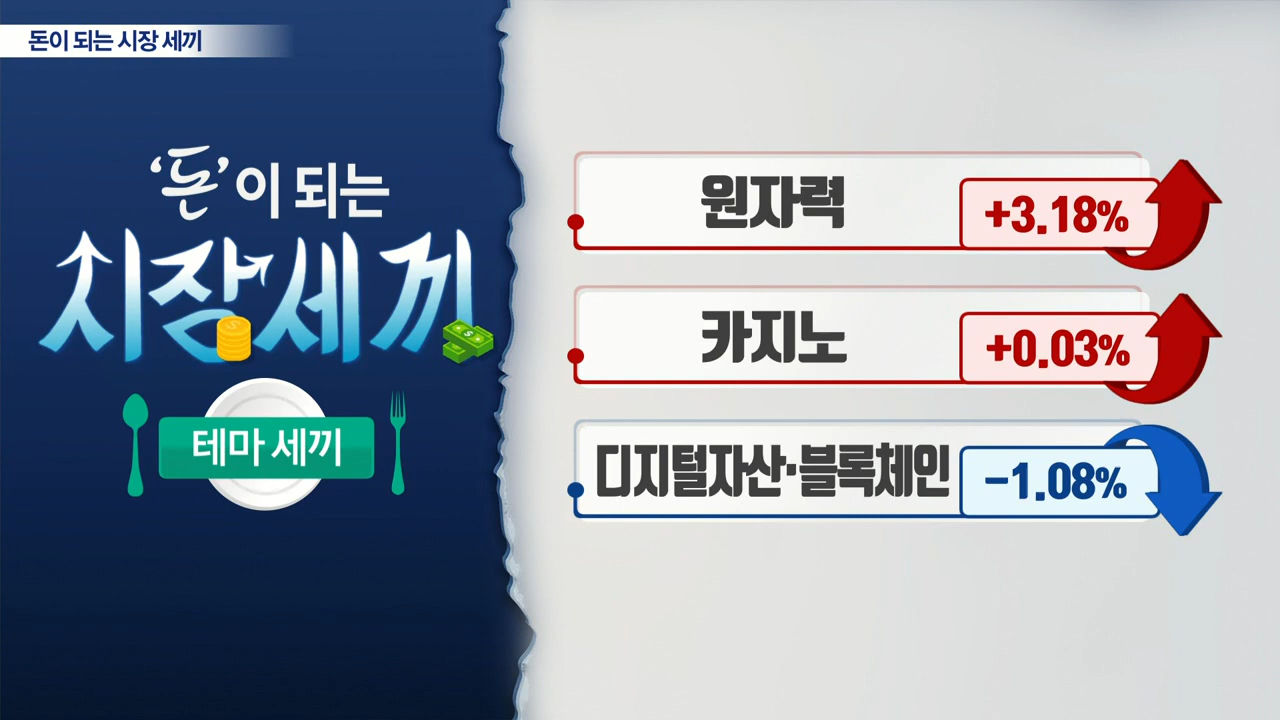 돈이 되는 시장 세끼
‘돈’이 되는
시장세끼
테마 세끼
원자력
+3.18%
카지노
+0.03%
디지털자산·블록체인
-1.08%